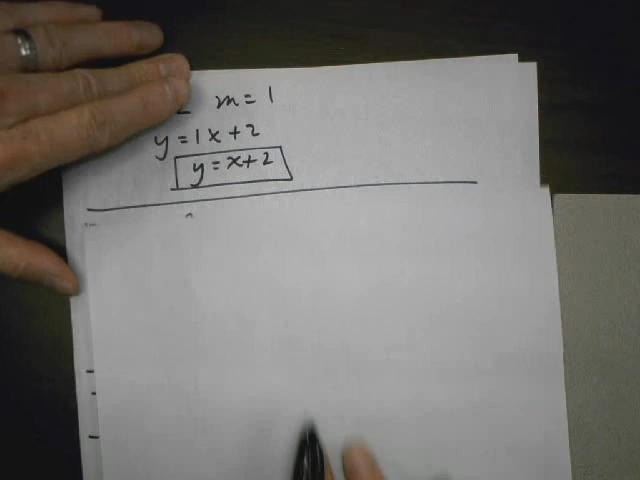 m = 1
y = 1x + 2
y = x + 2